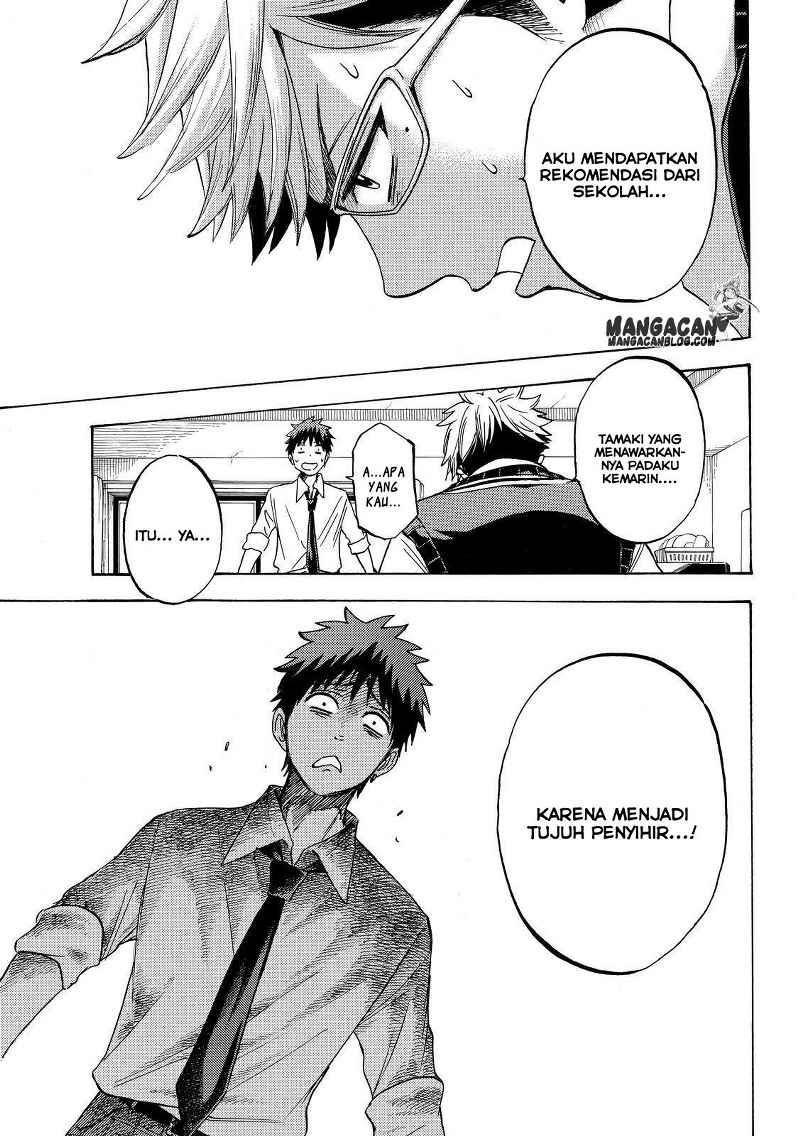 AKU MENDAPATKAN
REKOMENDASI DARI
SEKOLAH...
MANGACAN
MANGACANBLOG.COM
TAMAKI YANG
MENAWARKAN-
NYA PADAKU
KEMARIN....
A...APA
YANG
KAU...
ITU... YA...
KARENA MENJADI
TUJUH PENYIHIR...!